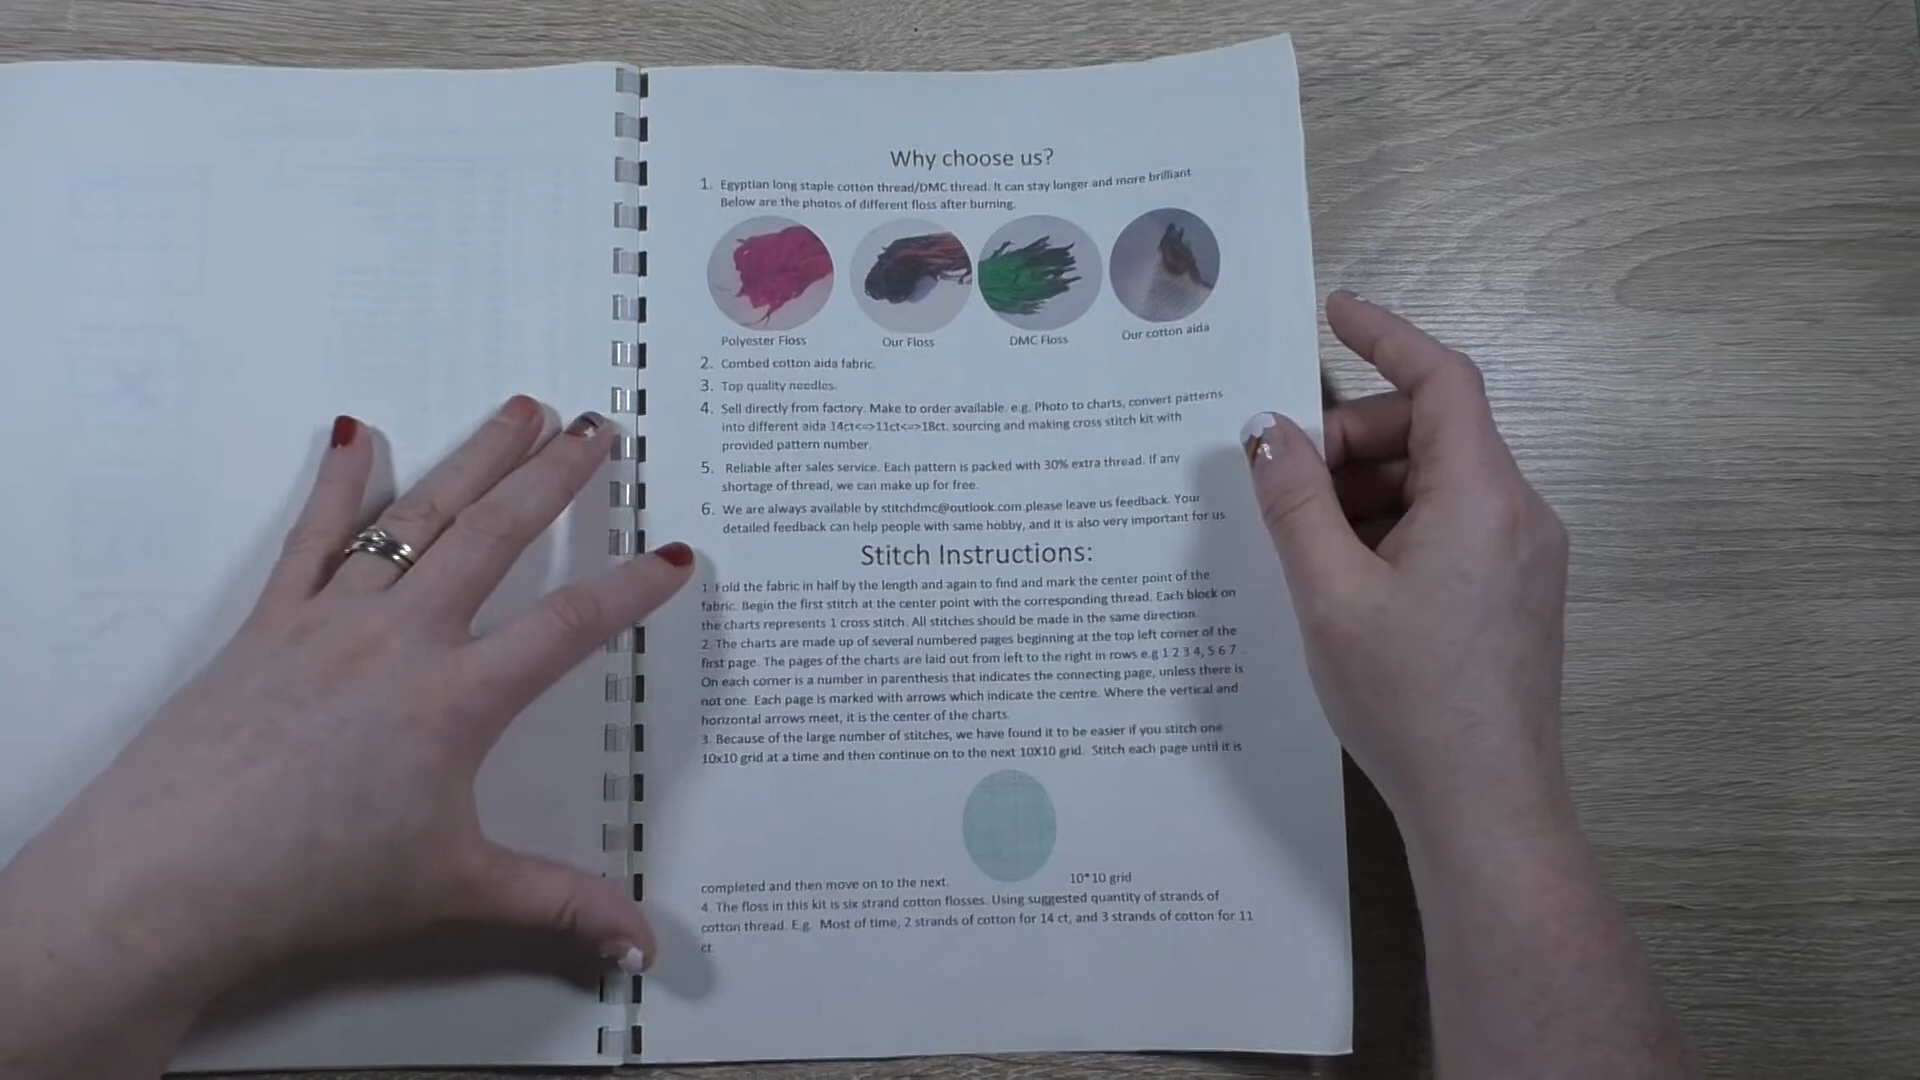 Why choose us?
1. Egyptian long staple cotton thread/DMC thread. It can stay longer and more brilliant.
Below are the photos of different floss after burning.
Polyester Floss Our Floss DMC Floss Our cotton aida
2. Combed cotton aida fabric.
3. Top quality needles.
4. Sell directly from factory. Make to order available. e.g. Photo to charts, convert patterns
into different aida 14ct<=>11ct<=>18ct. sourcing and making cross stitch kit with
provided pattern number.
5. Reliable after sales service. Each pattern is packed with 30% extra thread. If any
shortage of thread, we can make up for free.
6. We are always available by stitchdmc@outlook.com.please leave us feedback. Your
detailed feedback can help people with same hobby, and it is also very important for us.
Stitch Instructions:
1. Fold the fabric in half by the length and again to find and mark the center point of the
fabric. Begin the first stitch at the center point with the corresponding thread. Each block on
the charts represents 1 cross stitch. All stitches should be made in the same direction.
2. The charts are made up of several numbered pages beginning at the top left corner of the
first page. The pages of the charts are laid out from left to the right in rows e.g 1 2 3 4, 5 6 7 ..
On each corner is a number in parenthesis that indicates the connecting page, unless there is
not one. Each page is marked with arrows which indicate the centre. Where the vertical and
horizontal arrows meet, it is the center of the charts.
3. Because of the large number of stitches, we have found it to be easier if you stitch one
10x10 grid at a time and then continue on to the next 10X10 grid. Stitch each page until it is
completed and then move on to the next. 10*10 grid
4. The floss in this kit is six strand cotton flosses. Using suggested quantity of strands of
cotton thread. E.g. Most of time, 2 strands of cotton for 14 ct, and 3 strands of cotton for 11
ct.